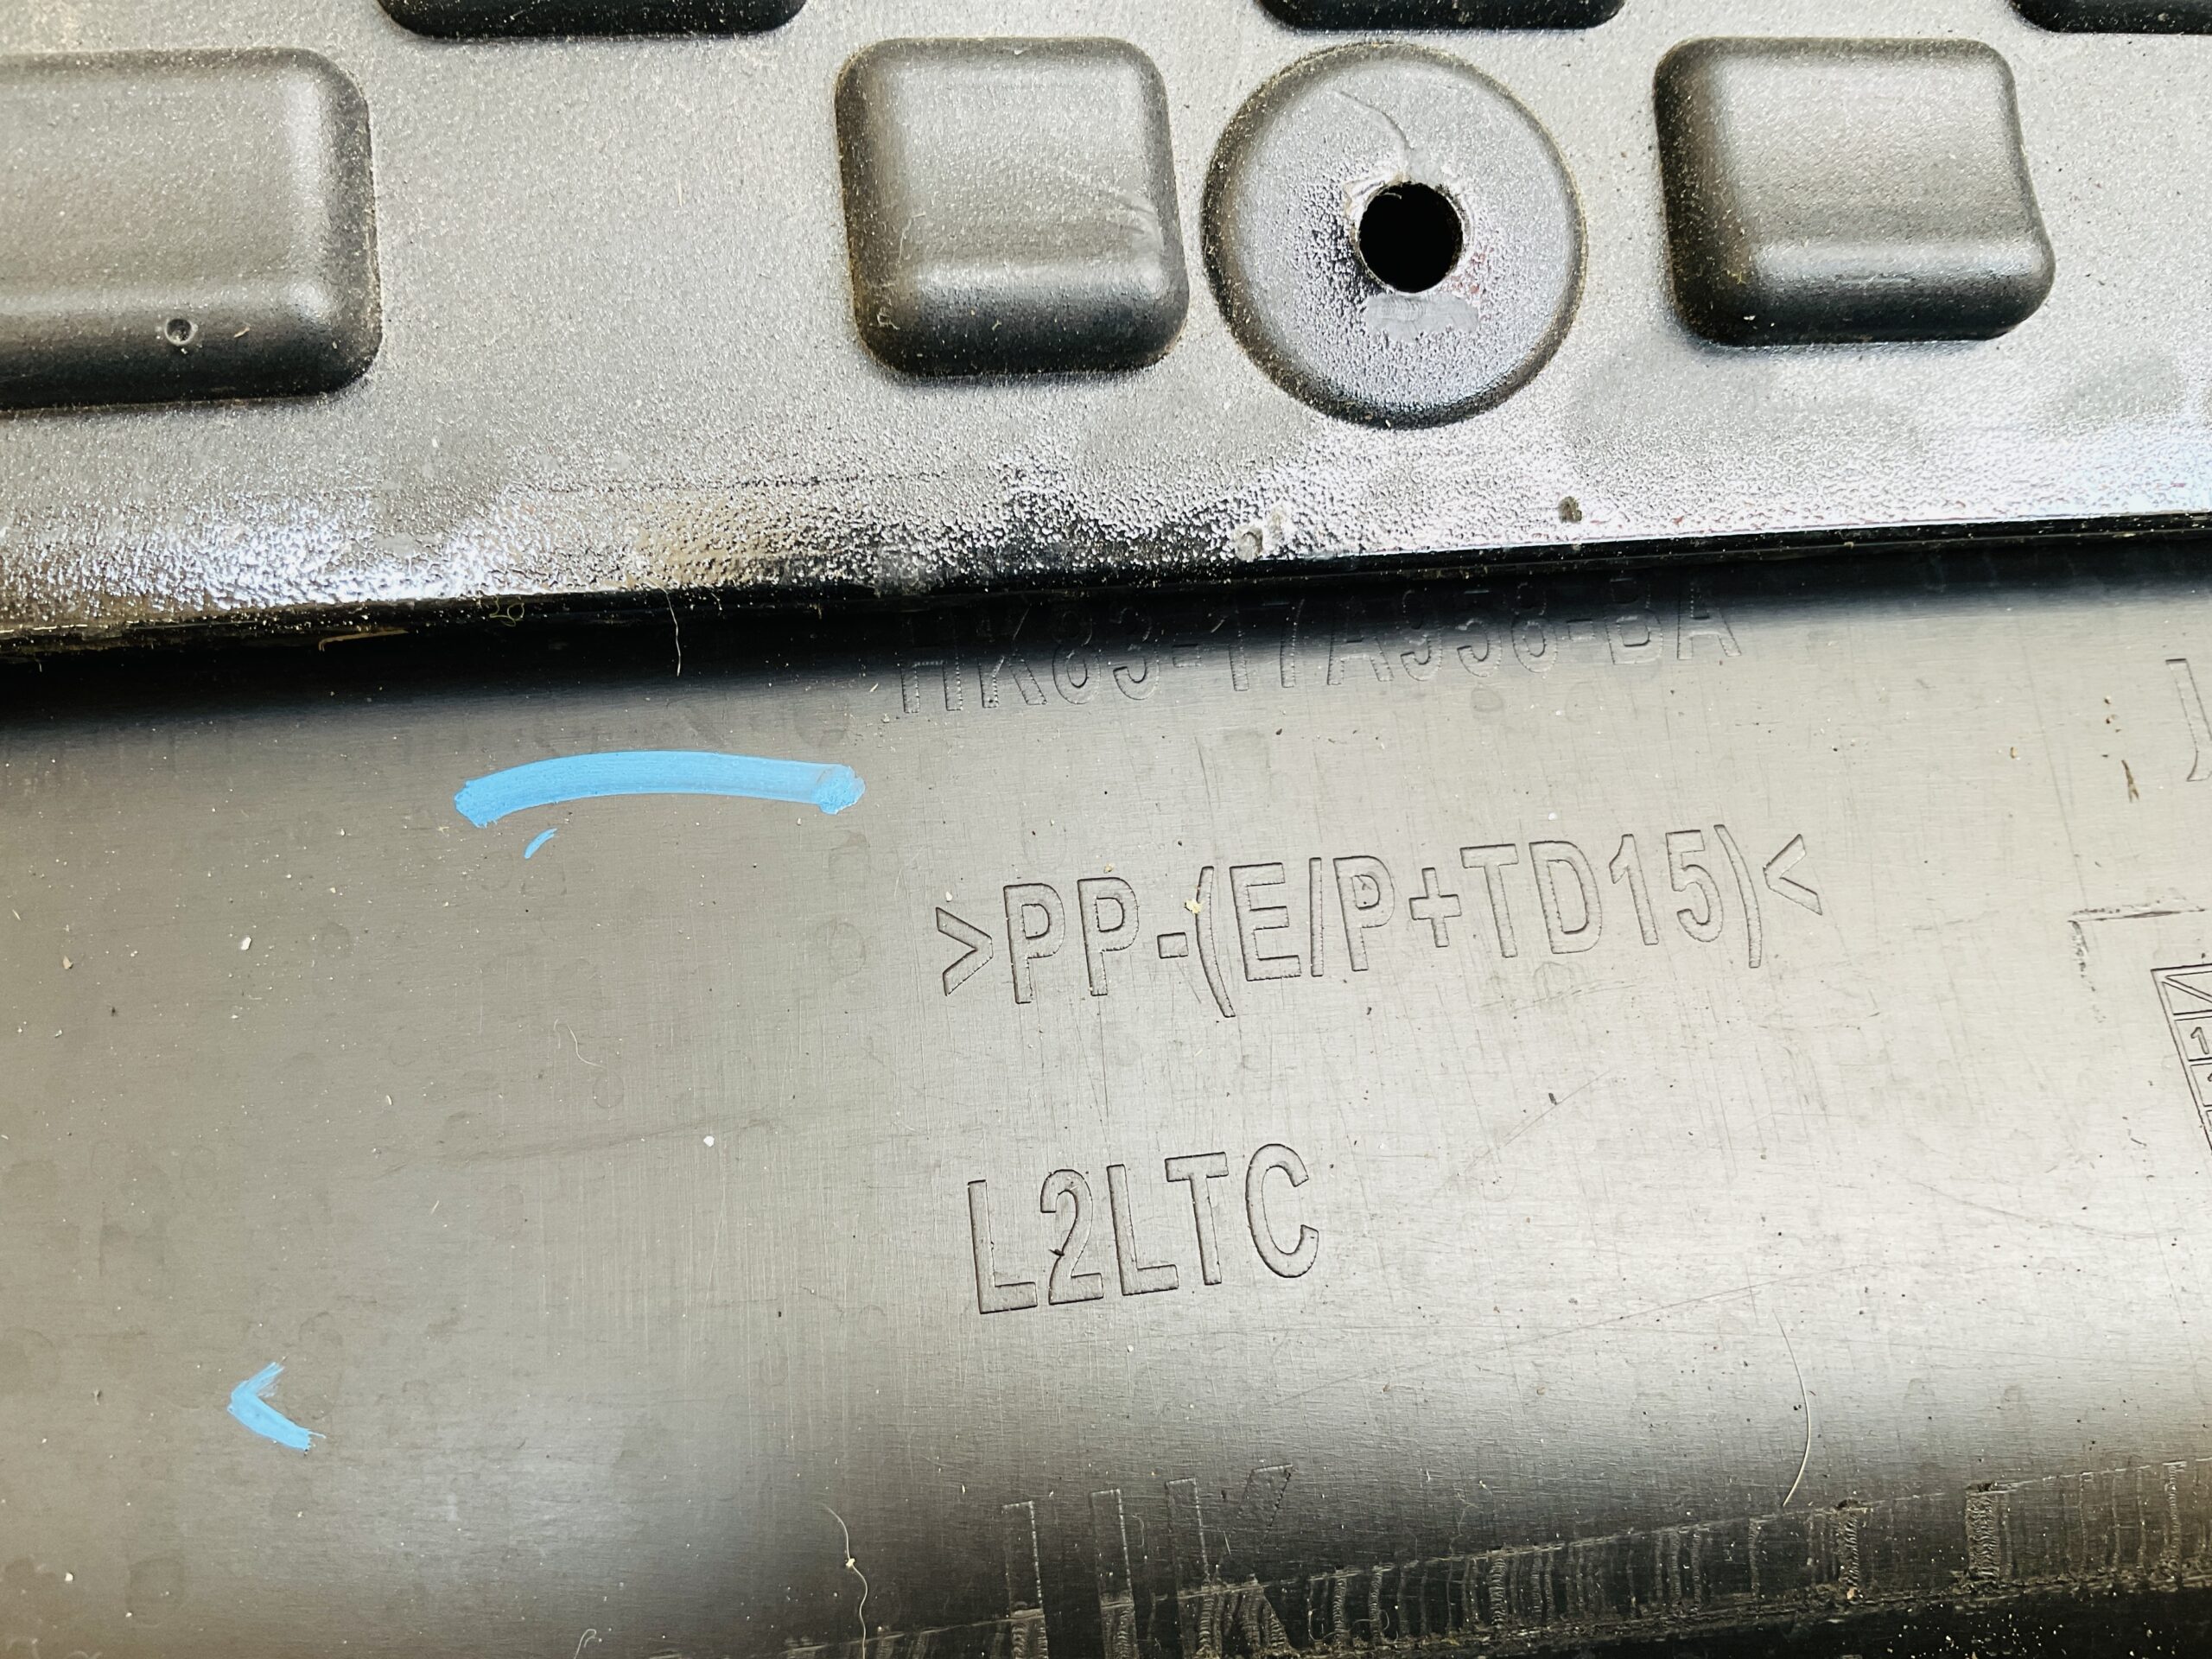 HK83-17A958-BA
>PP-(E/P+TD15)<
L2LTC